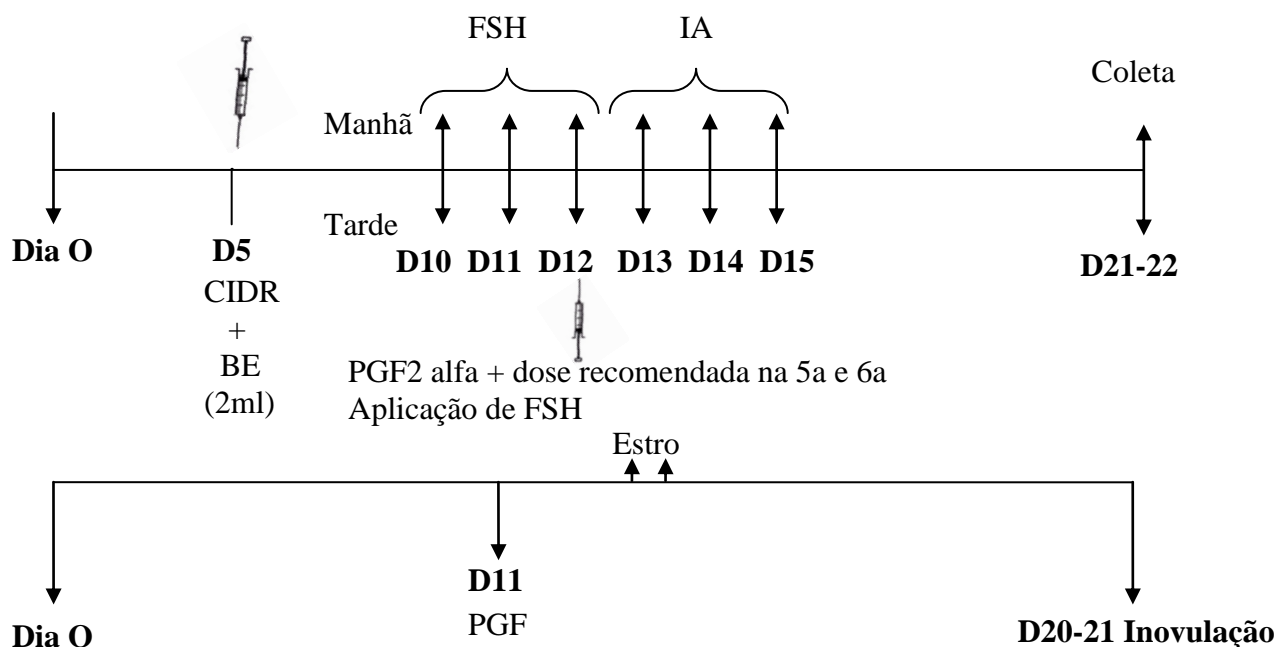 FSH IA
Coleta
Manhã
Tarde
Dia O D5 D10 D11 D12 D13 D14 D15 D21-22
CIDR
+
BE
(2ml)
PGF2 alfa + dose recomendada na 5a e 6a
Aplicação de FSH
Estro
D11
PGF
Dia O D20-21 Inovulação